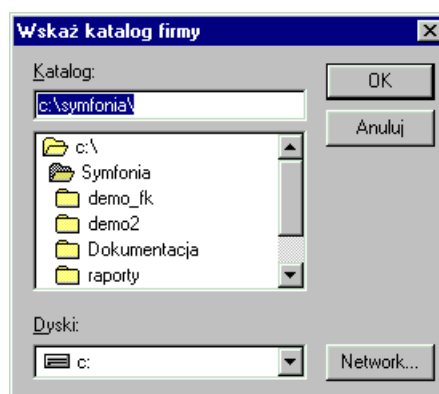 Wskaż katalog firmy
Katalog:
c:\symfonia\
OK
Anuluj
c:\
Symfonia
demo_fk
demo2
Dokumentacja
raporty
Dyski:
c:
Network...